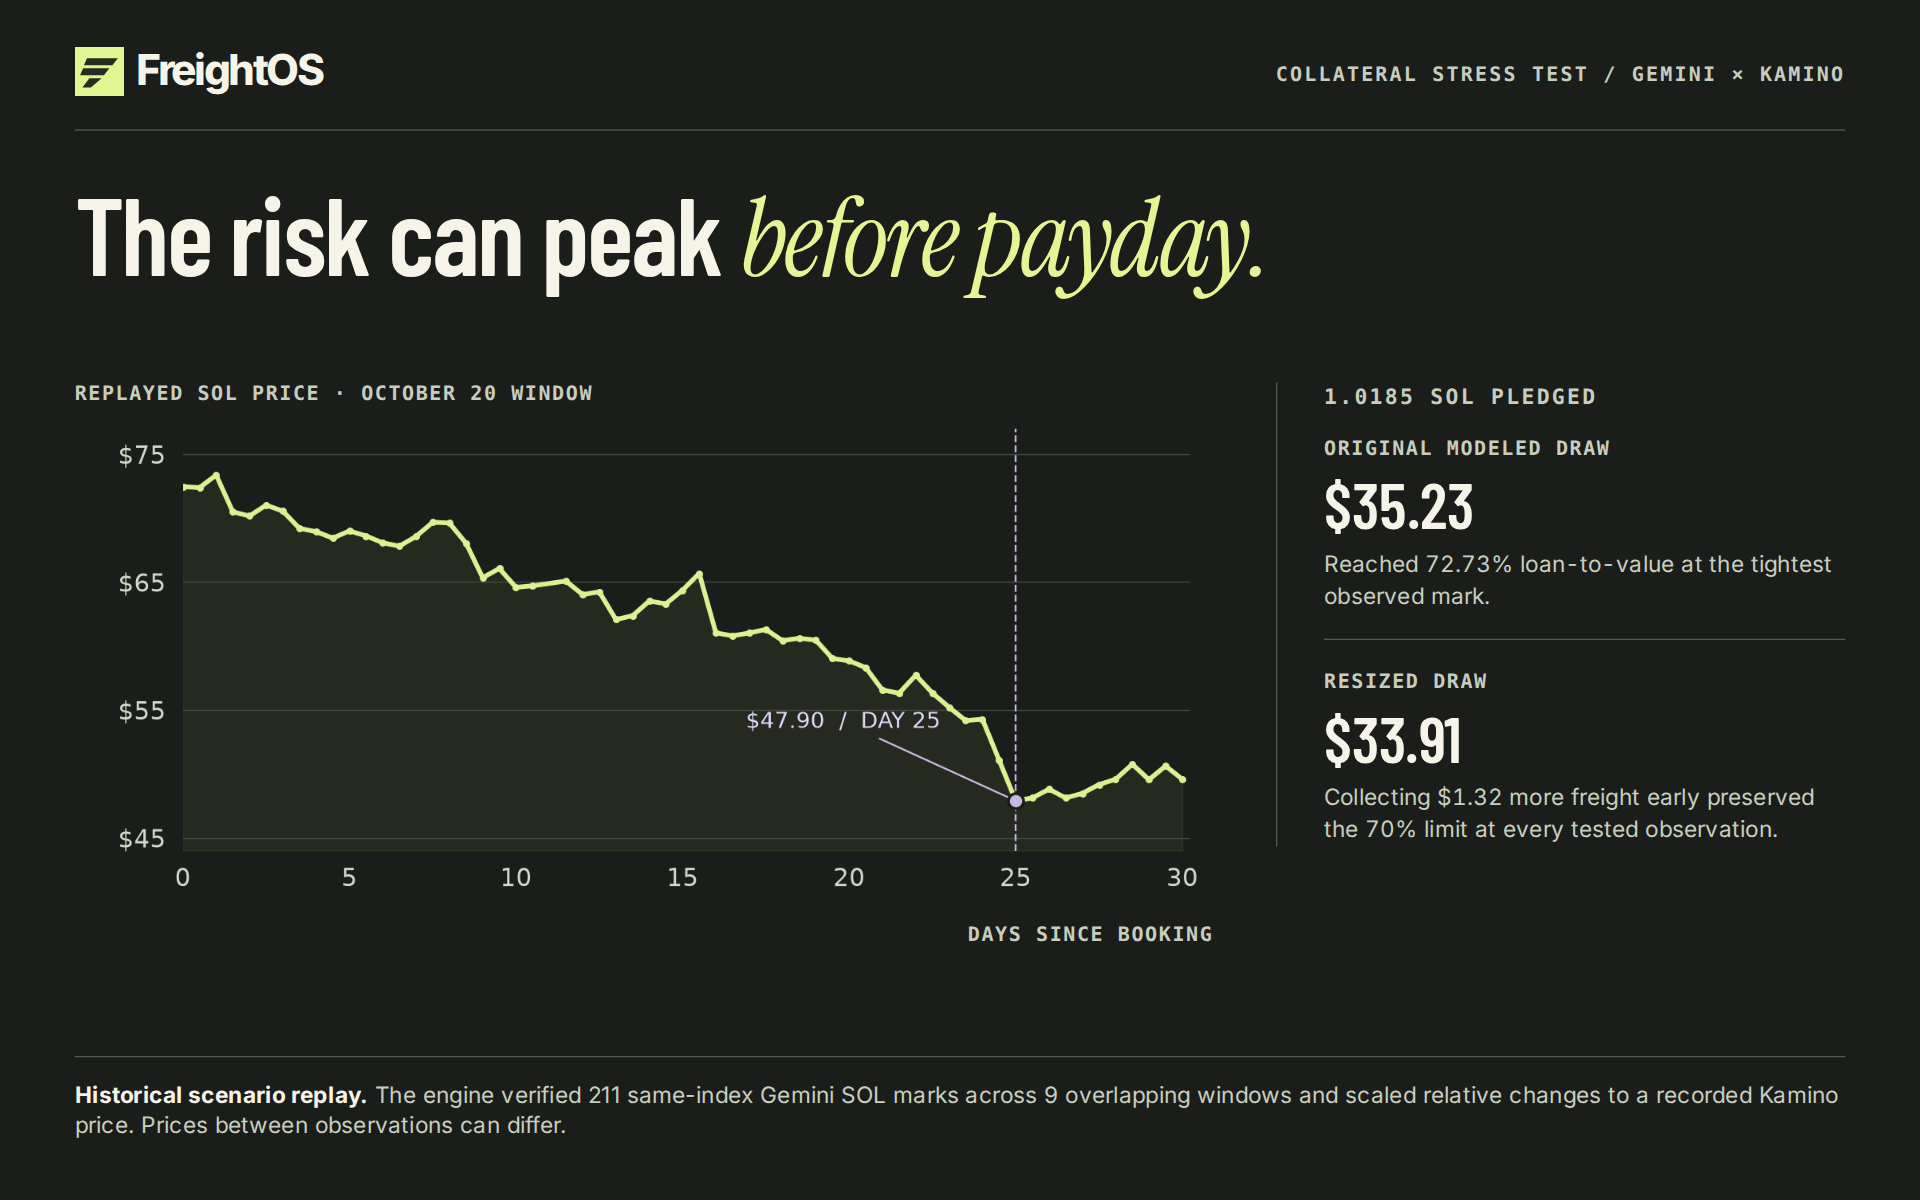 FreightOS
COLLATERAL STRESS TEST / GEMINI × KAMINO
The risk can peak before payday.
REPLAYED SOL PRICE · OCTOBER 20 WINDOW
$75
$65
$55
$45
$47.90 / DAY 25
0 5 10 15 20 25 30
DAYS SINCE BOOKING
1.0185 SOL PLEDGED
ORIGINAL MODELED DRAW
$35.23
Reached 72.73% loan-to-value at the tightest
observed mark.
RESIZED DRAW
$33.91
Collecting $1.32 more freight early preserved
the 70% limit at every tested observation.
Historical scenario replay. The engine verified 211 same-index Gemini SOL marks across 9 overlapping windows and scaled relative changes to a recorded Kamino
price. Prices between observations can differ.